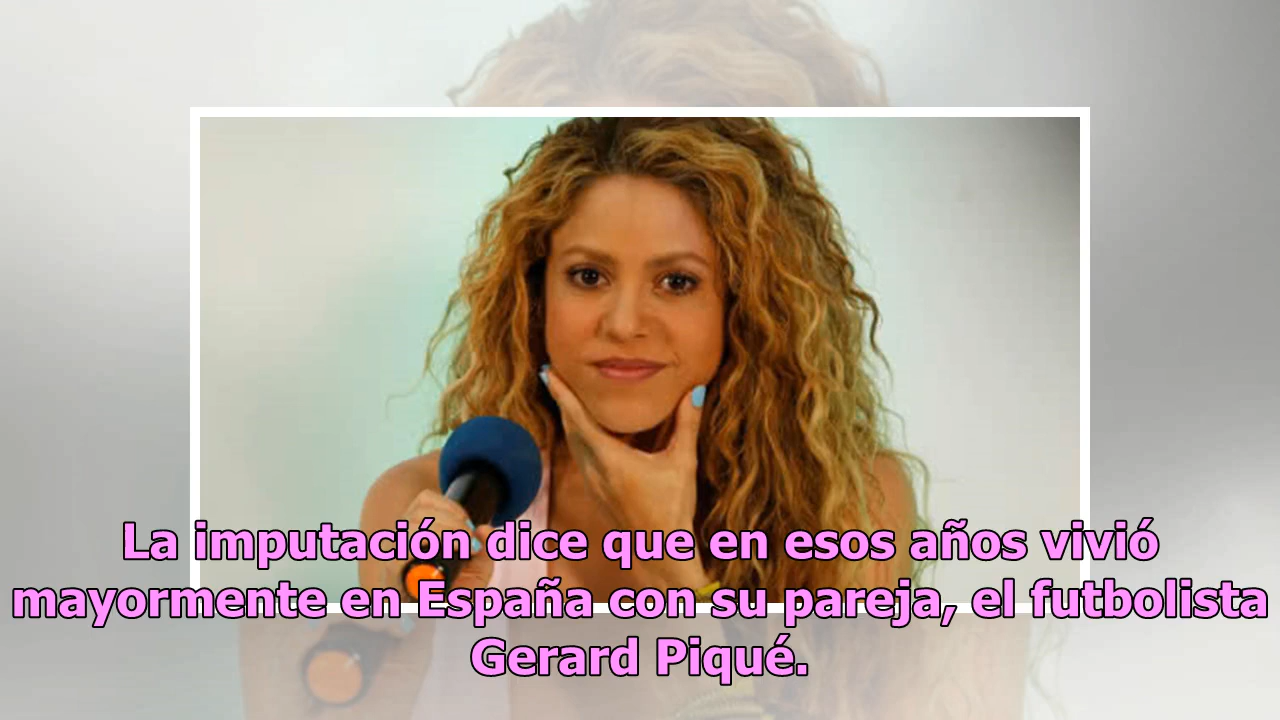 La imputación dice que en esos años vivió
mayormente en España con su pareja, el futbolista
Gerard Piqué.